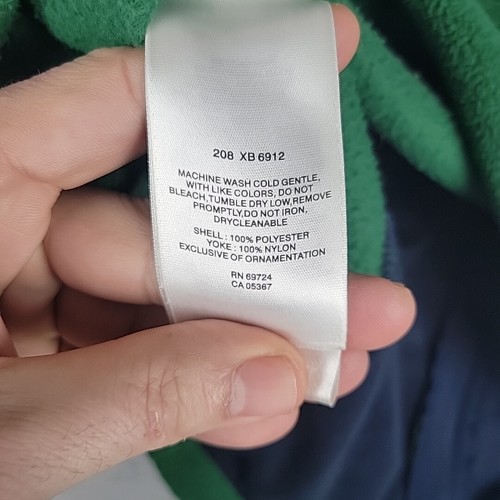 208 XB 6912
MACHINE WASH COLD GENTLE,
WITH LIKE COLORS, DO NOT
BLEACH,TUMBLE DRY LOW,REMOVE
PROMPTLY,DO NOT IRON,
DRYCLEANABLE
SHELL : 100% POLYESTER
YOKE : 100% NYLON
EXCLUSIVE OF ORNAMENTATION
RN 69724
CA 05367